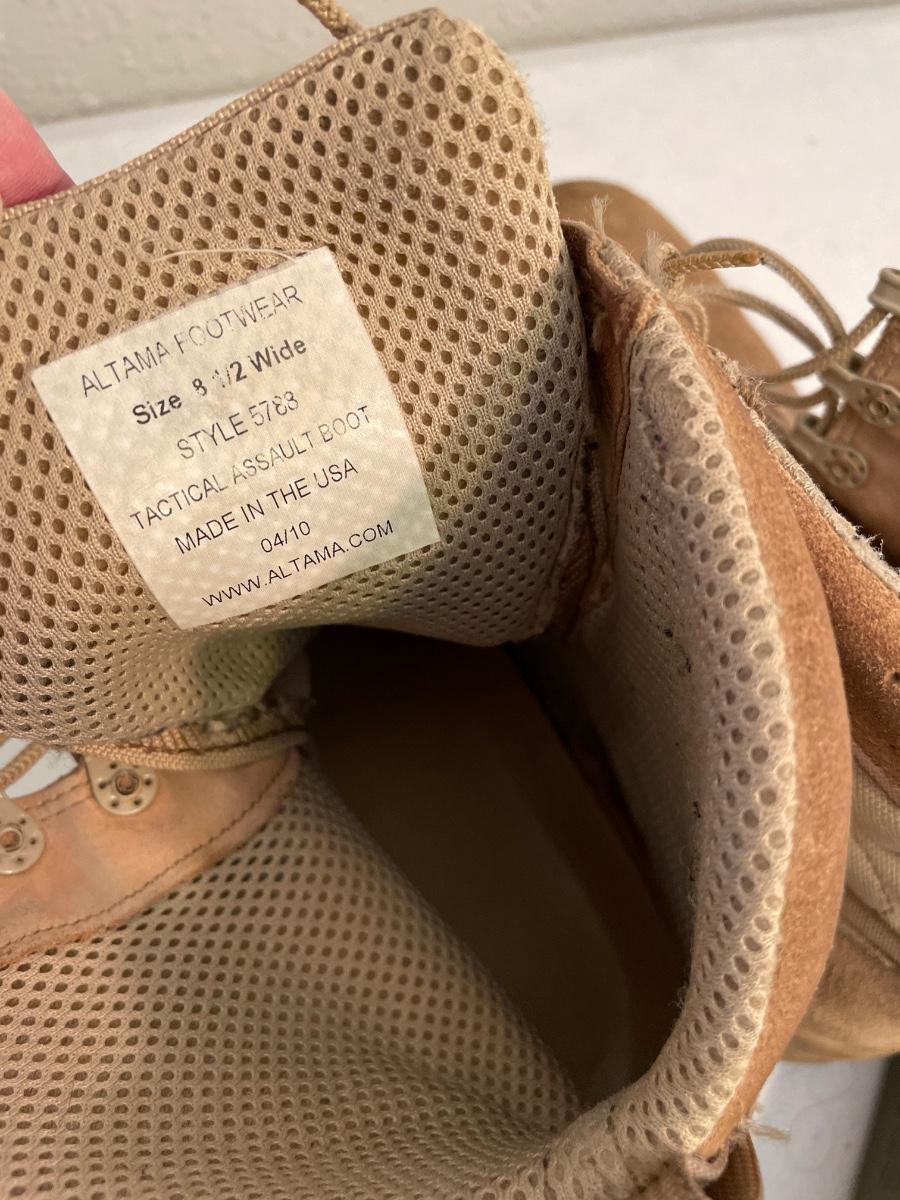 ALTAMA FOOTWEAR
Size 8 1/2 Wide
STYLE 5788
TACTICAL ASSAULT BOOT
MADE IN THE USA
04/10
WWW.ALTAMA.COM